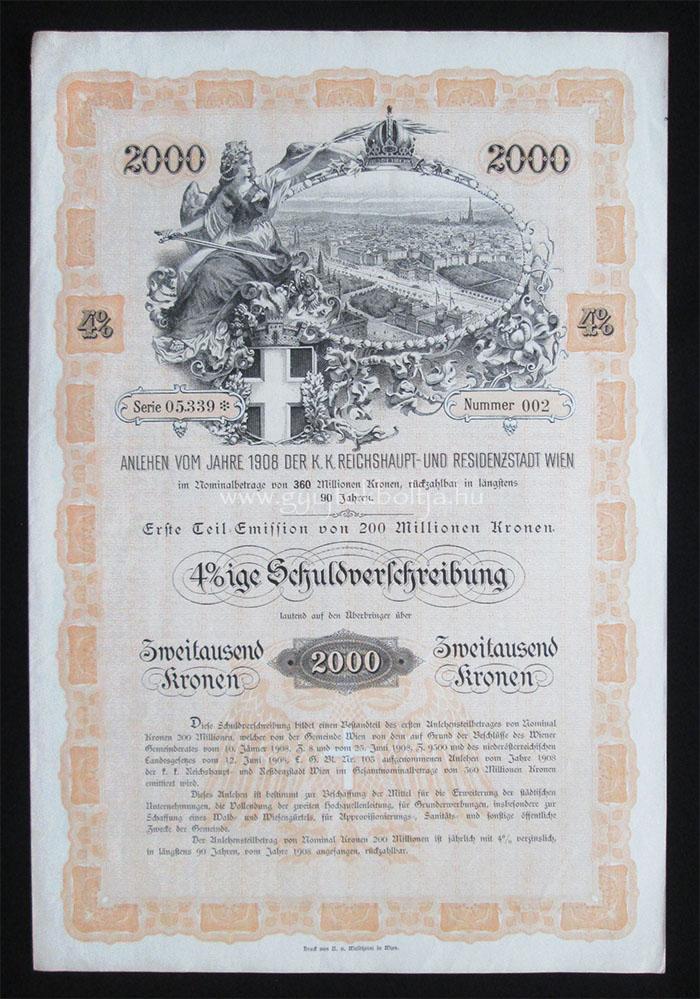 2000 2000
4% 4%
Serie 05339 ✻ Nummer 002
ANLEHEN VOM JAHRE 1908 DER K. K. REICHSHAUPT- UND RESIDENZSTADT WIEN
im Nominalbetrage von 360 Millionen Kronen, rückzahlbar in längstens
90 Jahren.
www.gyujtokboltja.hu
Erste Teil-Emission von 200 Millionen Kronen.
4%ige Schuldverschreibung
lautend auf den Überbringer über
Zweitausend Kronen 2000 Zweitausend Kronen
Diese Schuldverschreibung bildet einen Bestandteil des ersten Anlehensteilbetrages von Nominal
Kronen 200 Millionen, welcher von der Gemeinde Wien von dem auf Grund der Beschlüsse des Wiener
Gemeinderates vom 10. Jänner 1908, Z. 8 und vom 25. Juni 1908, Z. 9500 und des niederösterreichischen
Landesgesetzes vom 12. Juni 1908, L. G. Bl. Nr. 103 aufgenommenen Anlehen vom Jahre 1908
der k. k. Reichshaupt- und Residenzstadt Wien im Gesamtnominalbetrage von 360 Millionen Kronen
emittiert wird.
Dieses Anlehen ist bestimmt zur Beschaffung der Mittel für die Erweiterung der städtischen
Unternehmungen, die Vollendung der zweiten Hochquellenleitung, für Grunderwerbungen, insbesondere zur
Schaffung eines Wald- und Wiesengürtels, für Approvisionierungs-, Sanitäts- und sonstige öffentliche
Zwecke der Gemeinde.
Der Anlehensteilbetrag von Nominal Kronen 200 Millionen ist jährlich mit 4% verzinslich,
in längstens 90 Jahren, vom Jahre 1908 angefangen, rückzahlbar.
Druck von R. v. Waldheim in Wien.